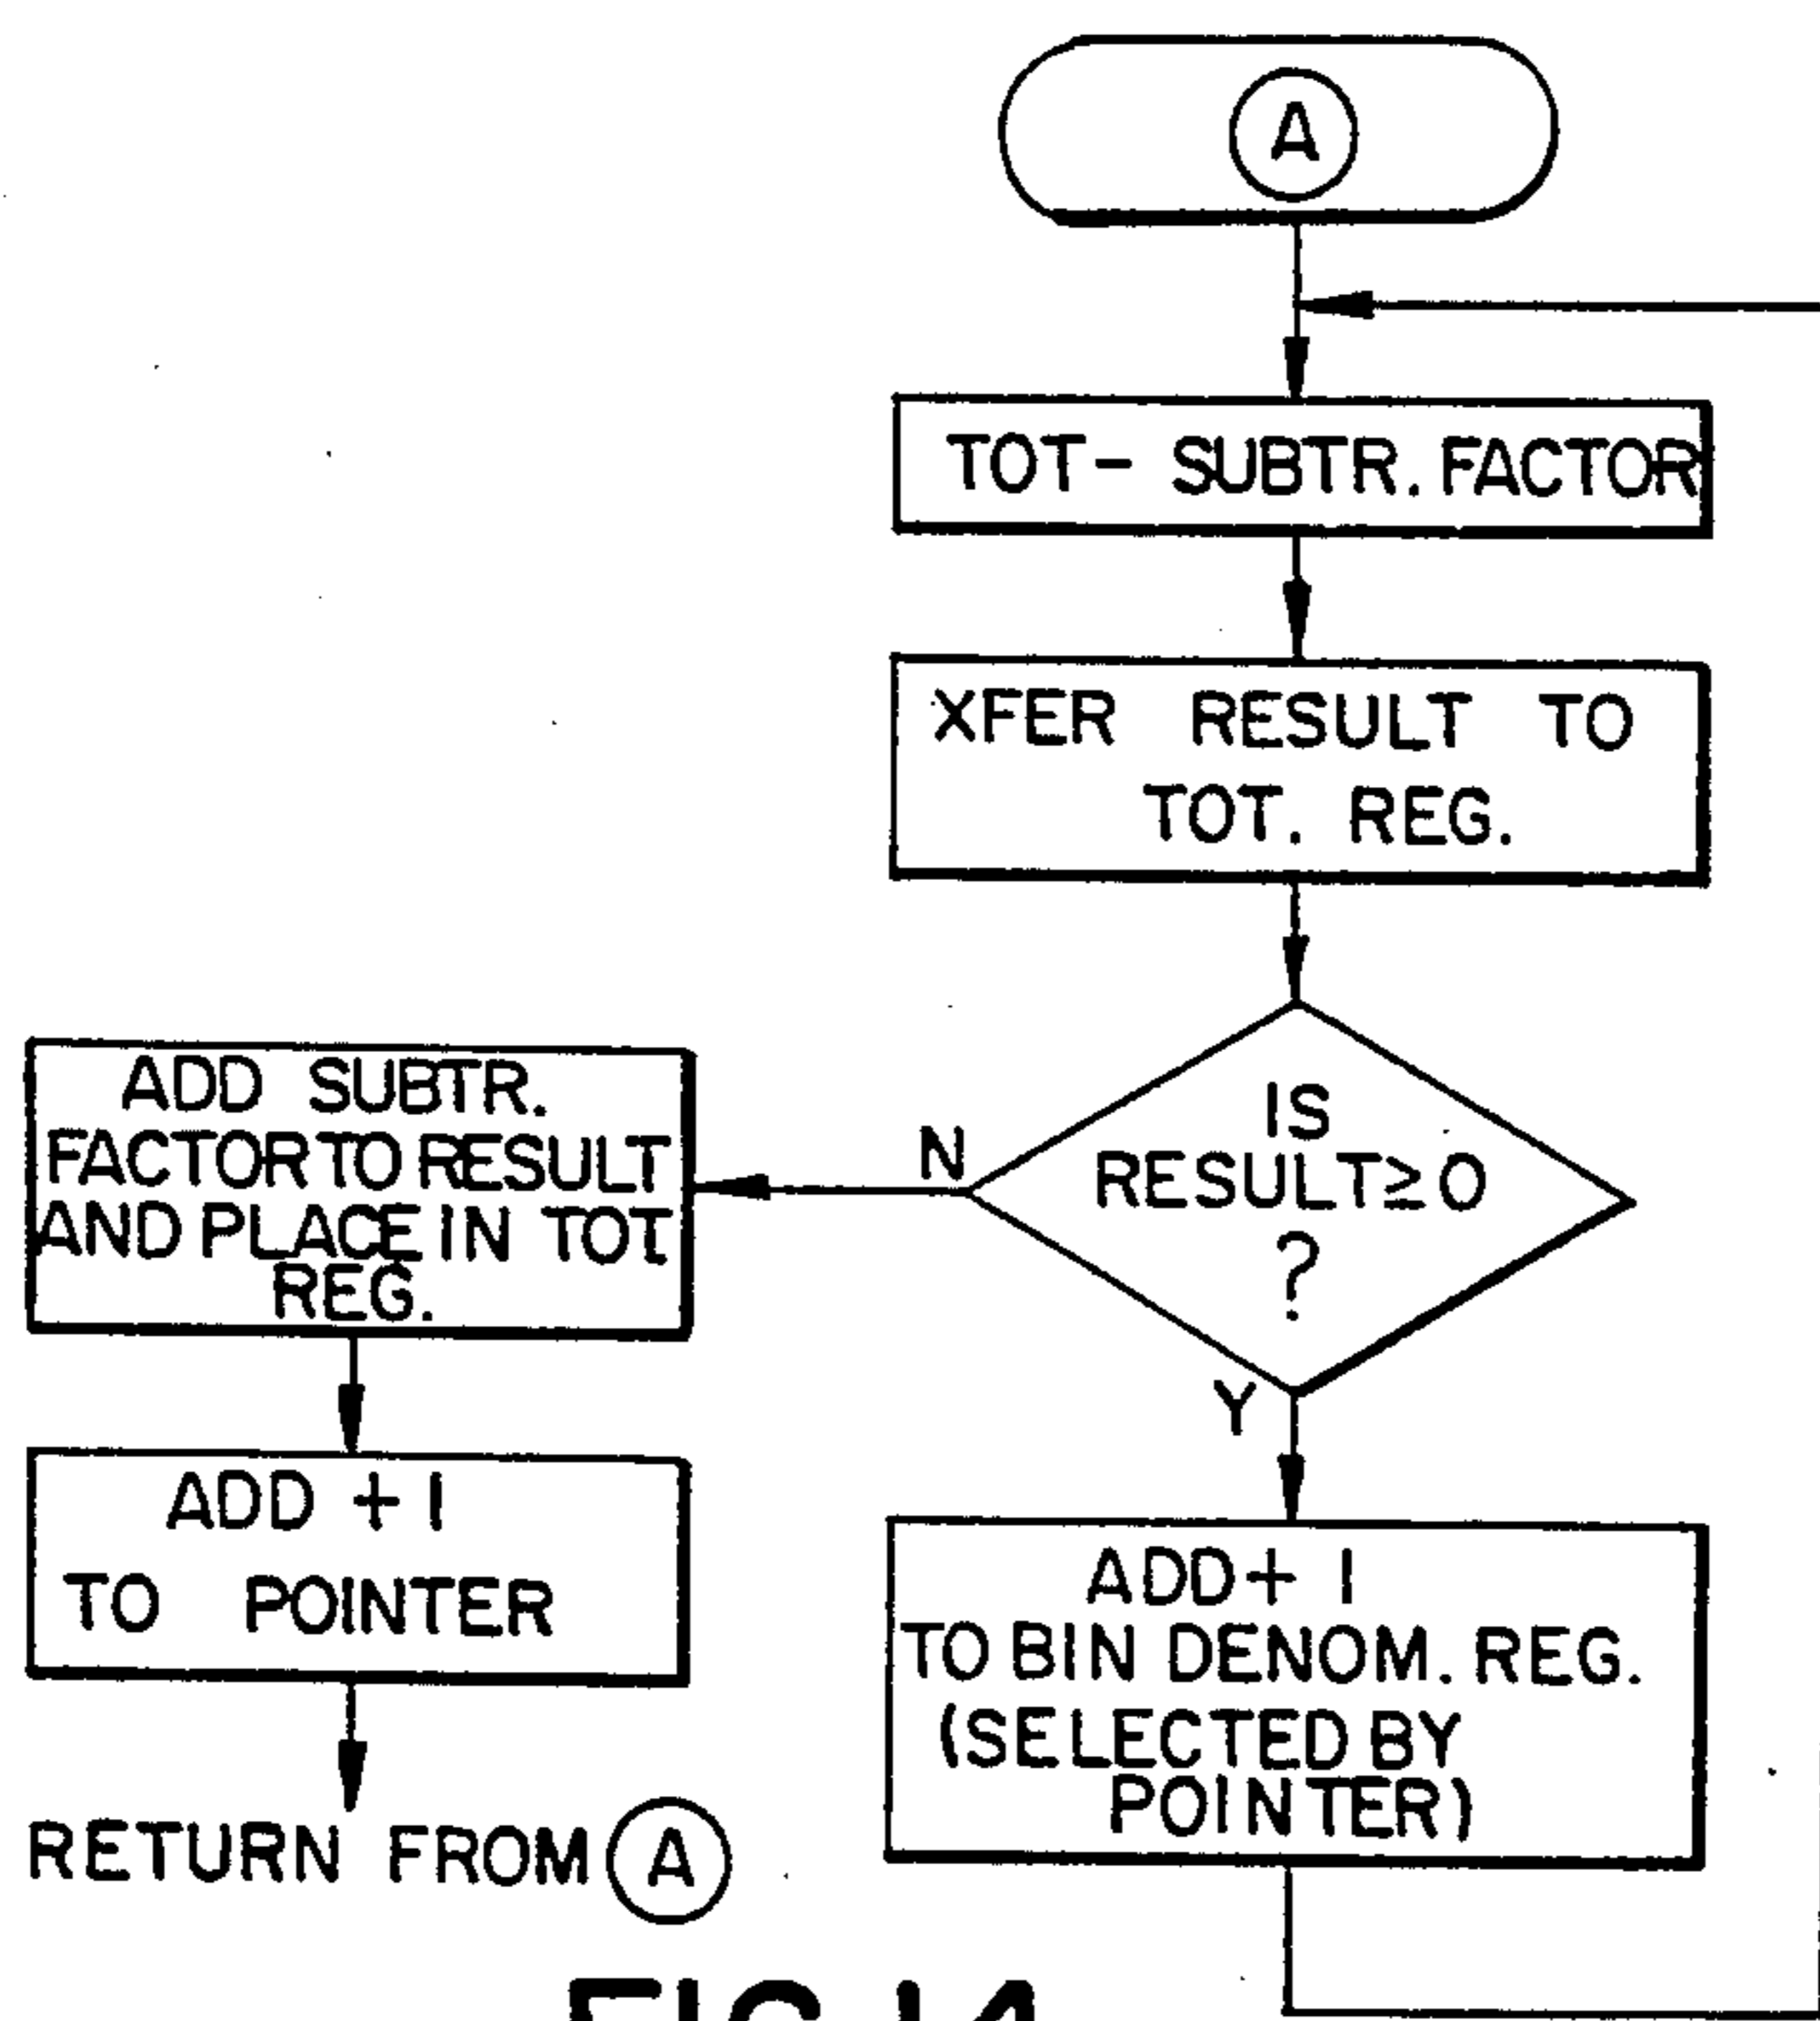 A
TOT- SUBTR. FACTOR
XFER RESULT TO
TOT. REG.
IS
RESULT≥0
?
N
Y
ADD SUBTR.
FACTOR TO RESULT
AND PLACE IN TOT
REG.
ADD +1
TO POINTER
RETURN FROM A
ADD+ 1
TO BIN DENOM. REG.
(SELECTED BY
POINTER)